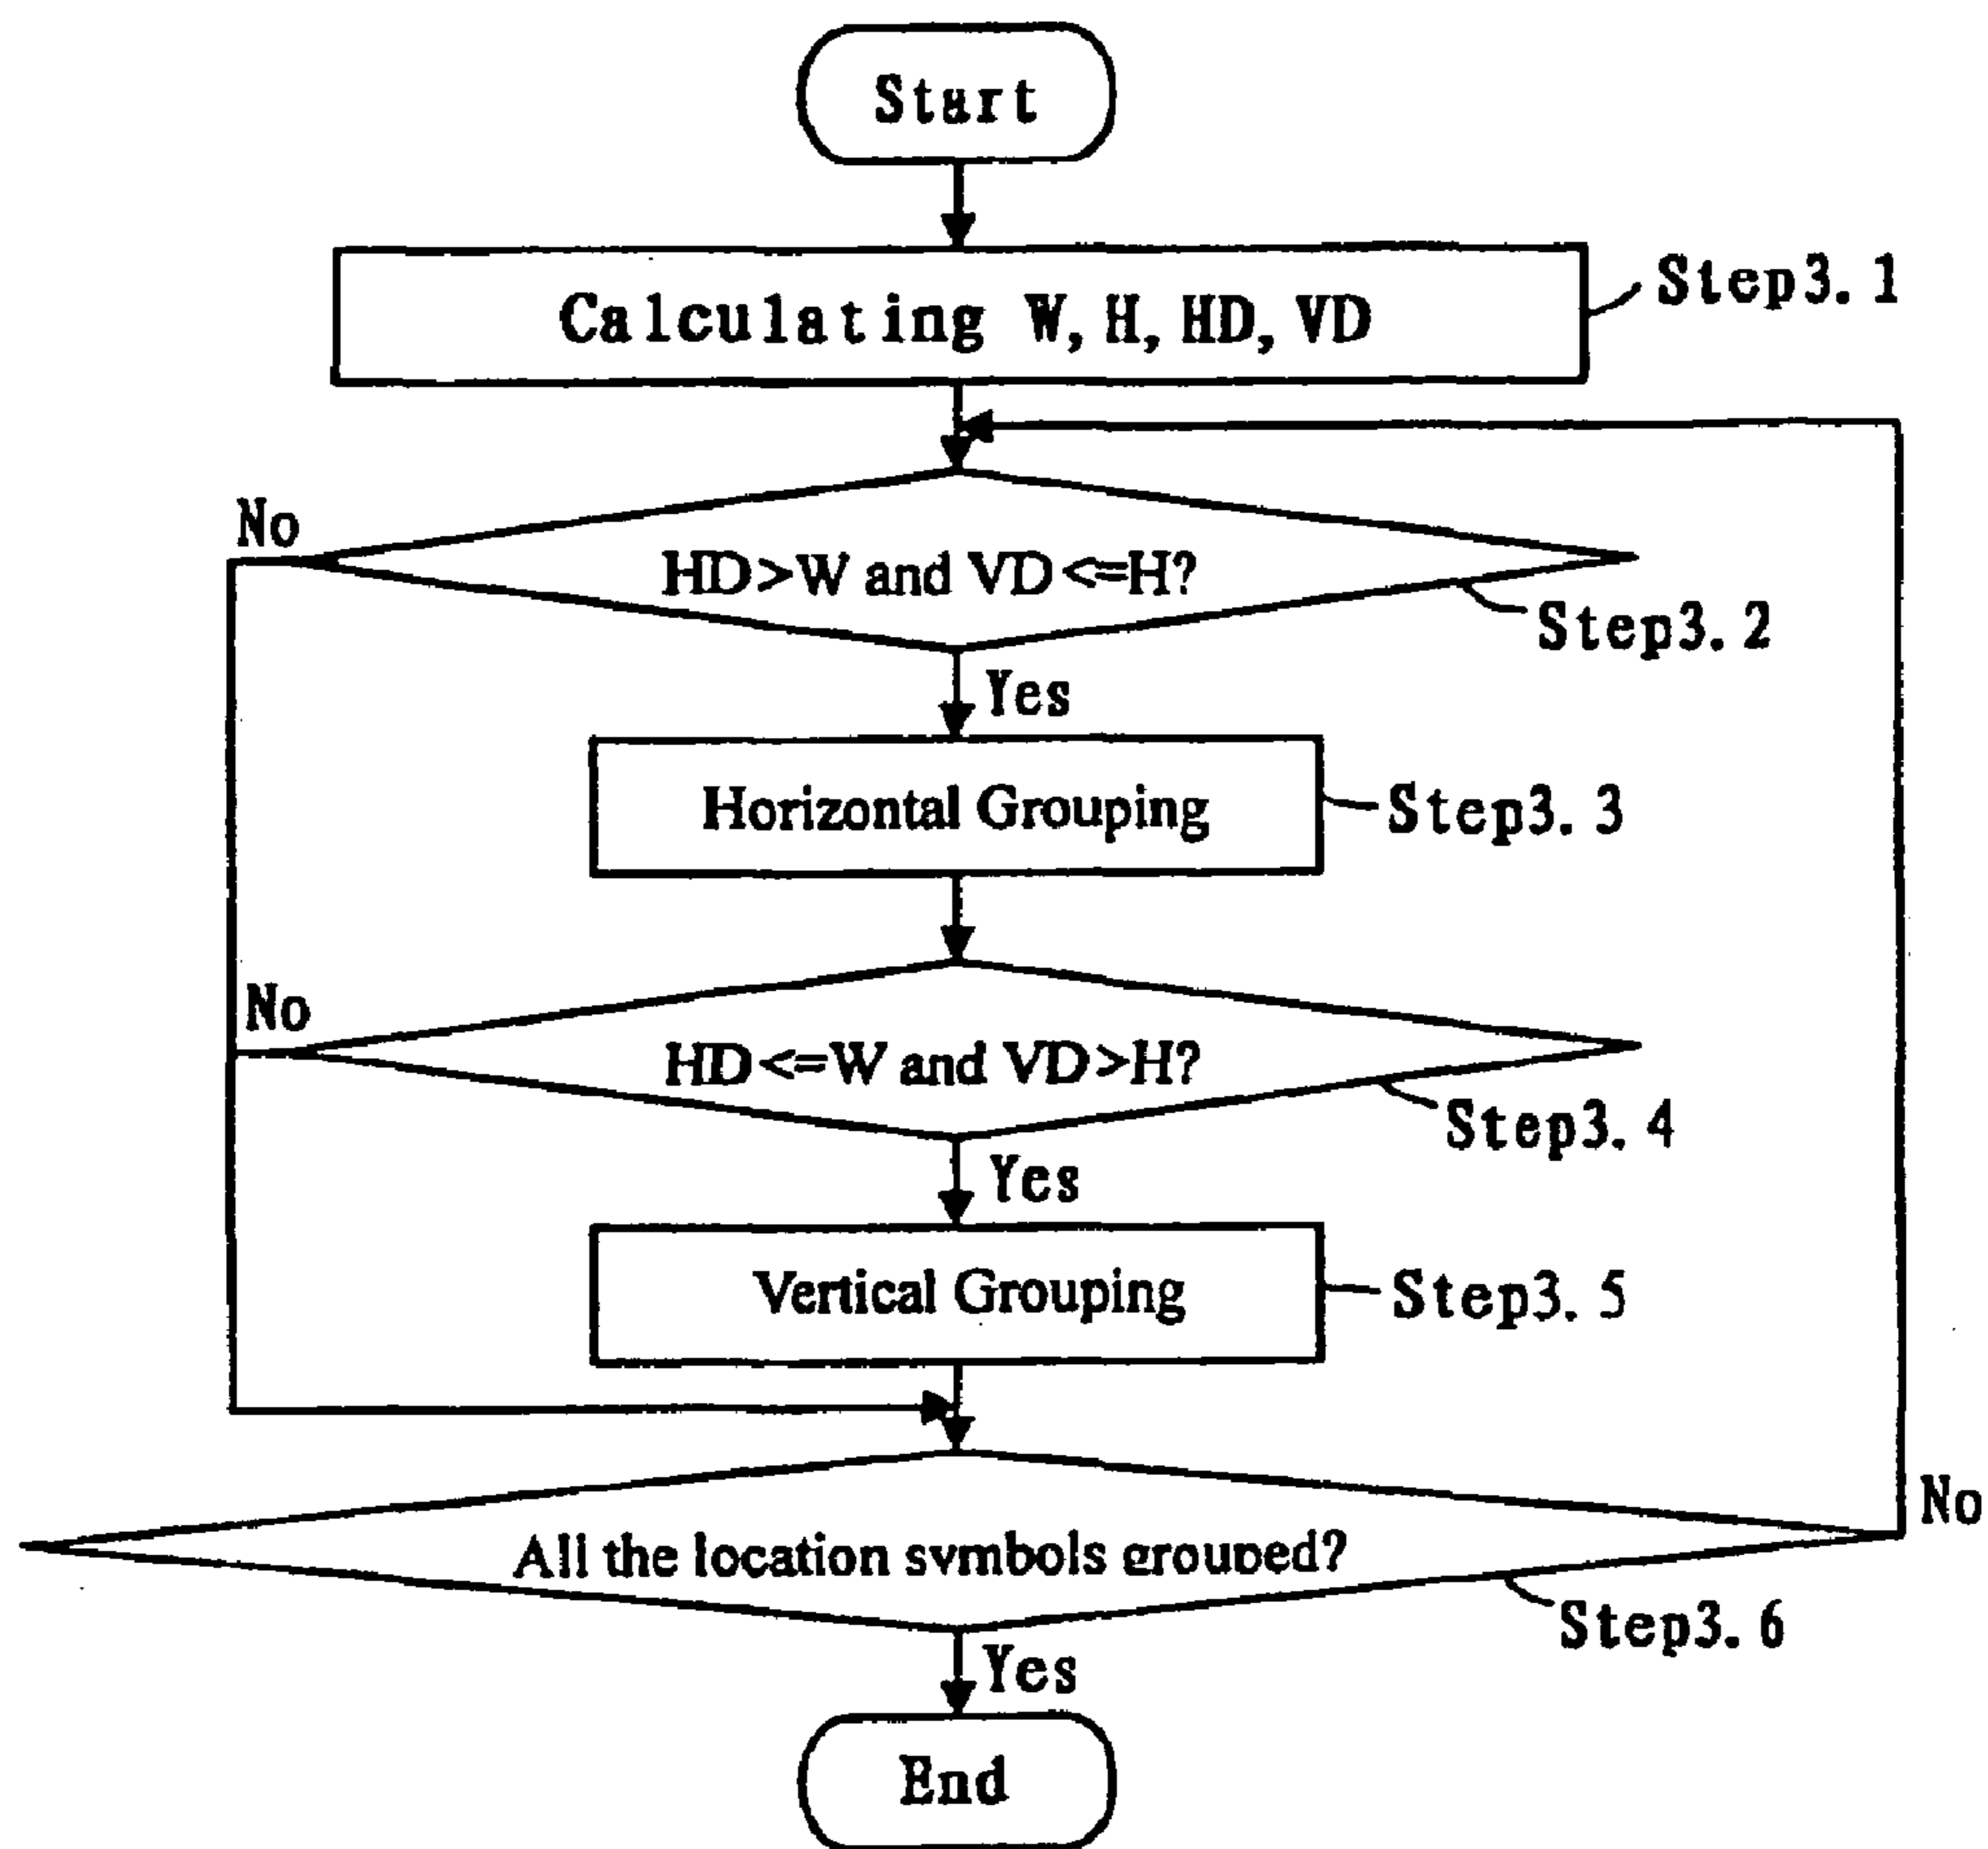 Start
Calculating W, H, HD, VD
Step3. 1
No
HD>W and VD<=H?
Step3. 2
Yes
Horizontal Grouping
Step3. 3
No
HD<=W and VD>H?
Step3. 4
Yes
Vertical Grouping
Step3. 5
No
All the location symbols grouped?
Step3. 6
Yes
End